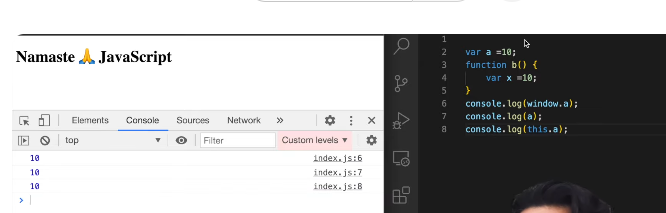 Namaste 🙏 JavaScript
Elements Console Sources Network »
top Filter Custom levels
10 index.js:6
10 index.js:7
10 index.js:8
>
1
2 var a =10;
3 function b() {
4 var x =10;
5 }
6 console.log(window.a);
7 console.log(a);
8 console.log(this.a);